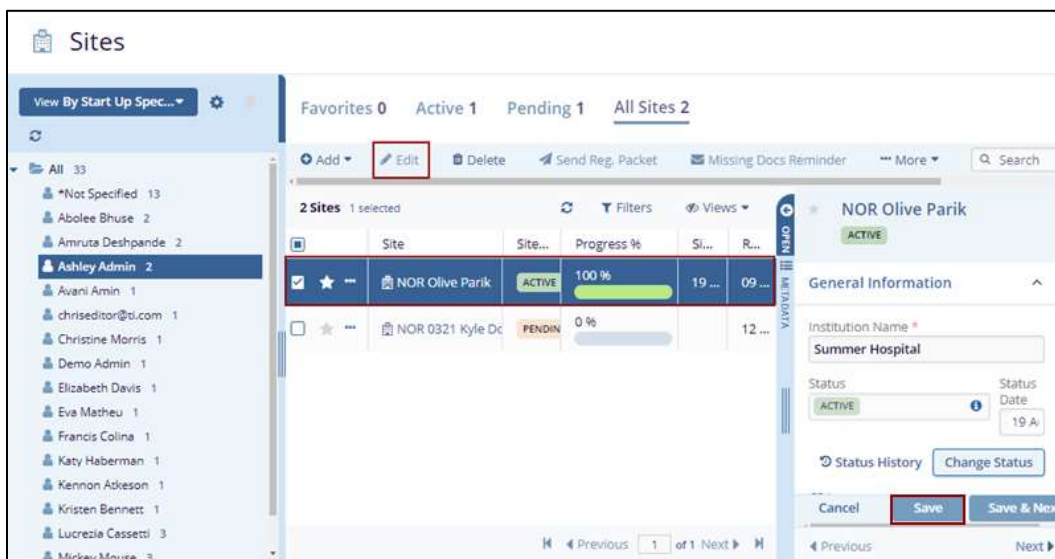 Sites
View By Start Up Spec...
All 33
*Not Specified 13
Abolee Bhuse 2
Amruta Deshpande 2
Ashley Admin 2
Avani Amin 1
chriseditor@ti.com 1
Christine Morris 1
Demo Admin 1
Elizabeth Davis 1
Eva Matheu 1
Francis Colina 1
Katy Haberman 1
Kennon Atkeson 1
Kristen Bennett 1
Lucrezia Cassetti 3
Mickey Mouse 3
Favorites 0 Active 1 Pending 1 All Sites 2
Add Edit Delete Send Reg. Packet Missing Docs Reminder ... More Search
2 Sites 1 selected Filters Views
Site Site... Progress % Si... R...
NOR Olive Parik ACTIVE 100 % 19 ... 09 ...
NOR 0321 Kyle Dc PENDIN 0 % 12 ...
Previous 1 of 1 Next
OPEN
METADATA
NOR Olive Parik
ACTIVE
General Information
Institution Name *
Summer Hospital
Status Status Date
ACTIVE 19 A
Status History Change Status
Cancel Save Save & Nex
Previous Next